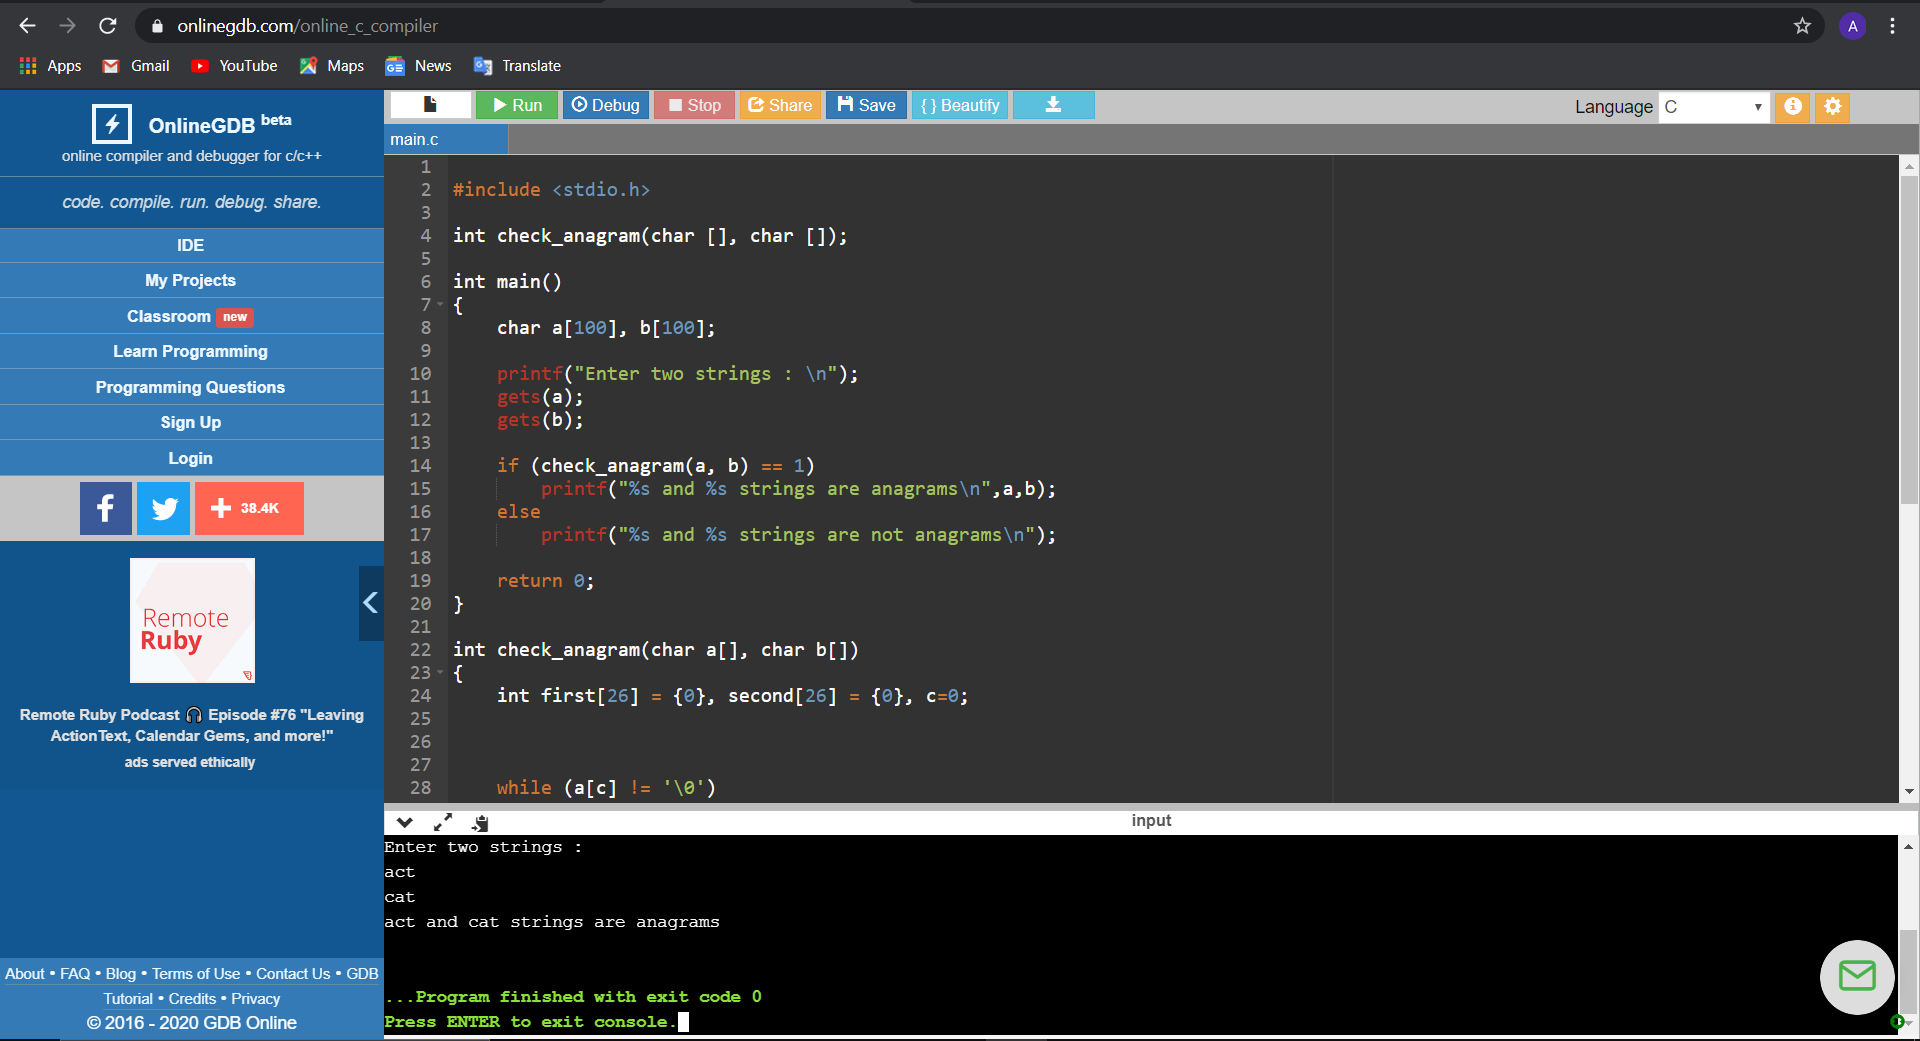 onlinegdb.com/online_c_compiler
A
Apps Gmail YouTube Maps News Translate
OnlineGDB beta
online compiler and debugger for c/c++
code. compile. run. debug. share.
IDE
My Projects
Classroom new
Learn Programming
Programming Questions
Sign Up
Login
f 38.4K
Remote
Ruby
Remote Ruby Podcast 🎧 Episode #76 "Leaving
ActionText, Calendar Gems, and more!"
ads served ethically
About • FAQ • Blog • Terms of Use • Contact Us • GDB
Tutorial • Credits • Privacy
© 2016 - 2020 GDB Online
Run Debug Stop Share Save { } Beautify
Language C
main.c
1
2 #include <stdio.h>
3
4 int check_anagram(char [], char []);
5
6 int main()
7 {
8 char a[100], b[100];
9
10 printf("Enter two strings : \n");
11 gets(a);
12 gets(b);
13
14 if (check_anagram(a, b) == 1)
15 printf("%s and %s strings are anagrams\n",a,b);
16 else
17 printf("%s and %s strings are not anagrams\n");
18
19 return 0;
20 }
21
22 int check_anagram(char a[], char b[])
23 {
24 int first[26] = {0}, second[26] = {0}, c=0;
25
26
27
28 while (a[c] != '\0')
input
Enter two strings :
act
cat
act and cat strings are anagrams
...Program finished with exit code 0
Press ENTER to exit console.